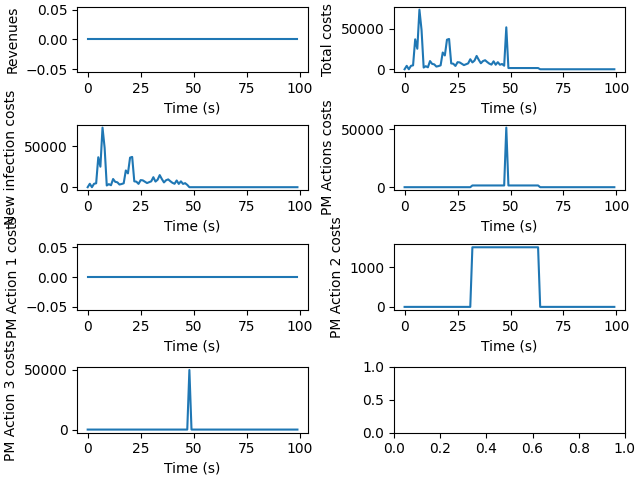 Revenues
0.05
0.00
−0.05
0 25 50 75 100
Time (s)
Total costs
50000
0
0 25 50 75 100
Time (s)
New infection costs
50000
0
0 25 50 75 100
Time (s)
PM Actions costs
50000
0
0 25 50 75 100
Time (s)
PM Action 1 costs
0.05
0.00
−0.05
0 25 50 75 100
Time (s)
PM Action 2 costs
1000
0
0 25 50 75 100
Time (s)
PM Action 3 costs
50000
0
0 25 50 75 100
Time (s)
1.0
0.5
0.0
0.0 0.2 0.4 0.6 0.8 1.0